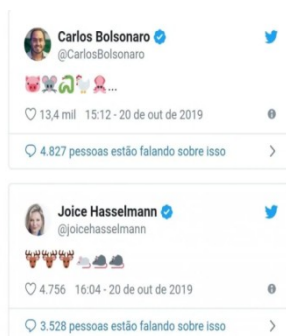 Carlos Bolsonaro
@CarlosBolsonaro
🐷🐭🐍🐓🦑...
13,4 mil 15:12 - 20 de out de 2019
4.827 pessoas estão falando sobre isso
Joice Hasselmann
@joicehasselmann
🦌🦌🦌🐁🐀🐀
4.756 16:04 - 20 de out de 2019
3.528 pessoas estão falando sobre isso